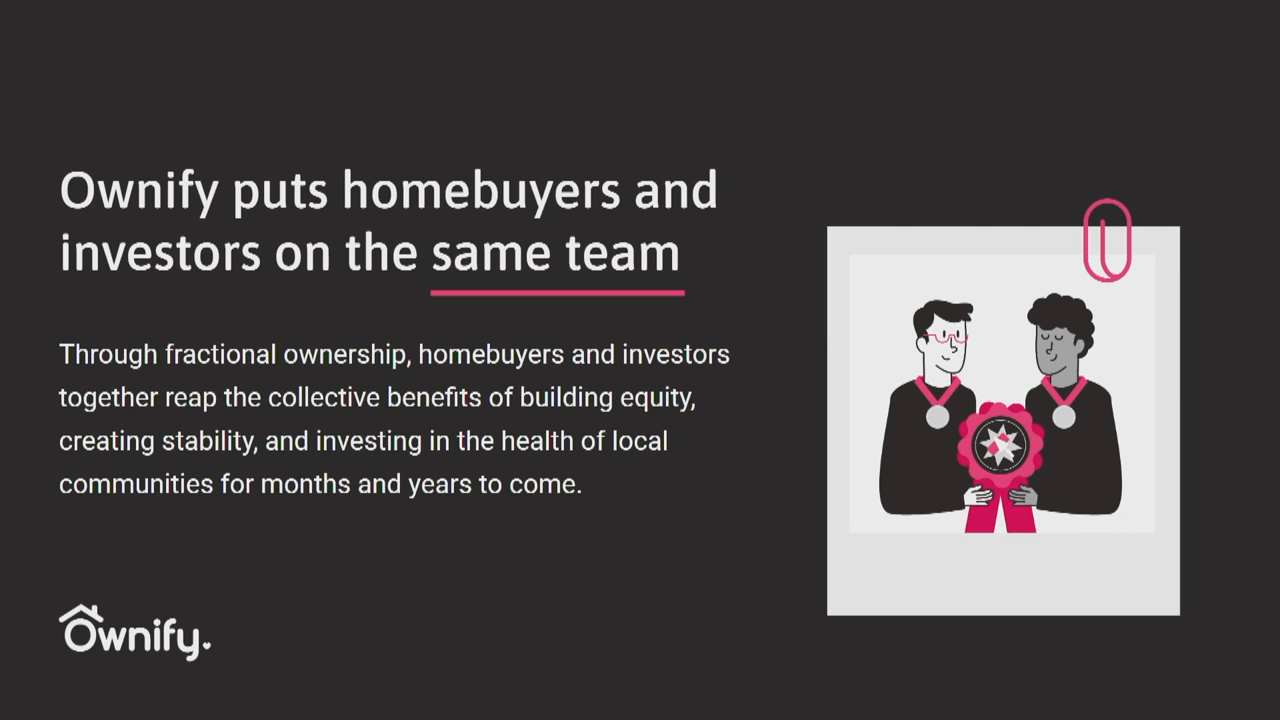 Ownify puts homebuyers and
investors on the same team
Through fractional ownership, homebuyers and investors
together reap the collective benefits of building equity,
creating stability, and investing in the health of local
communities for months and years to come.
Ownify.